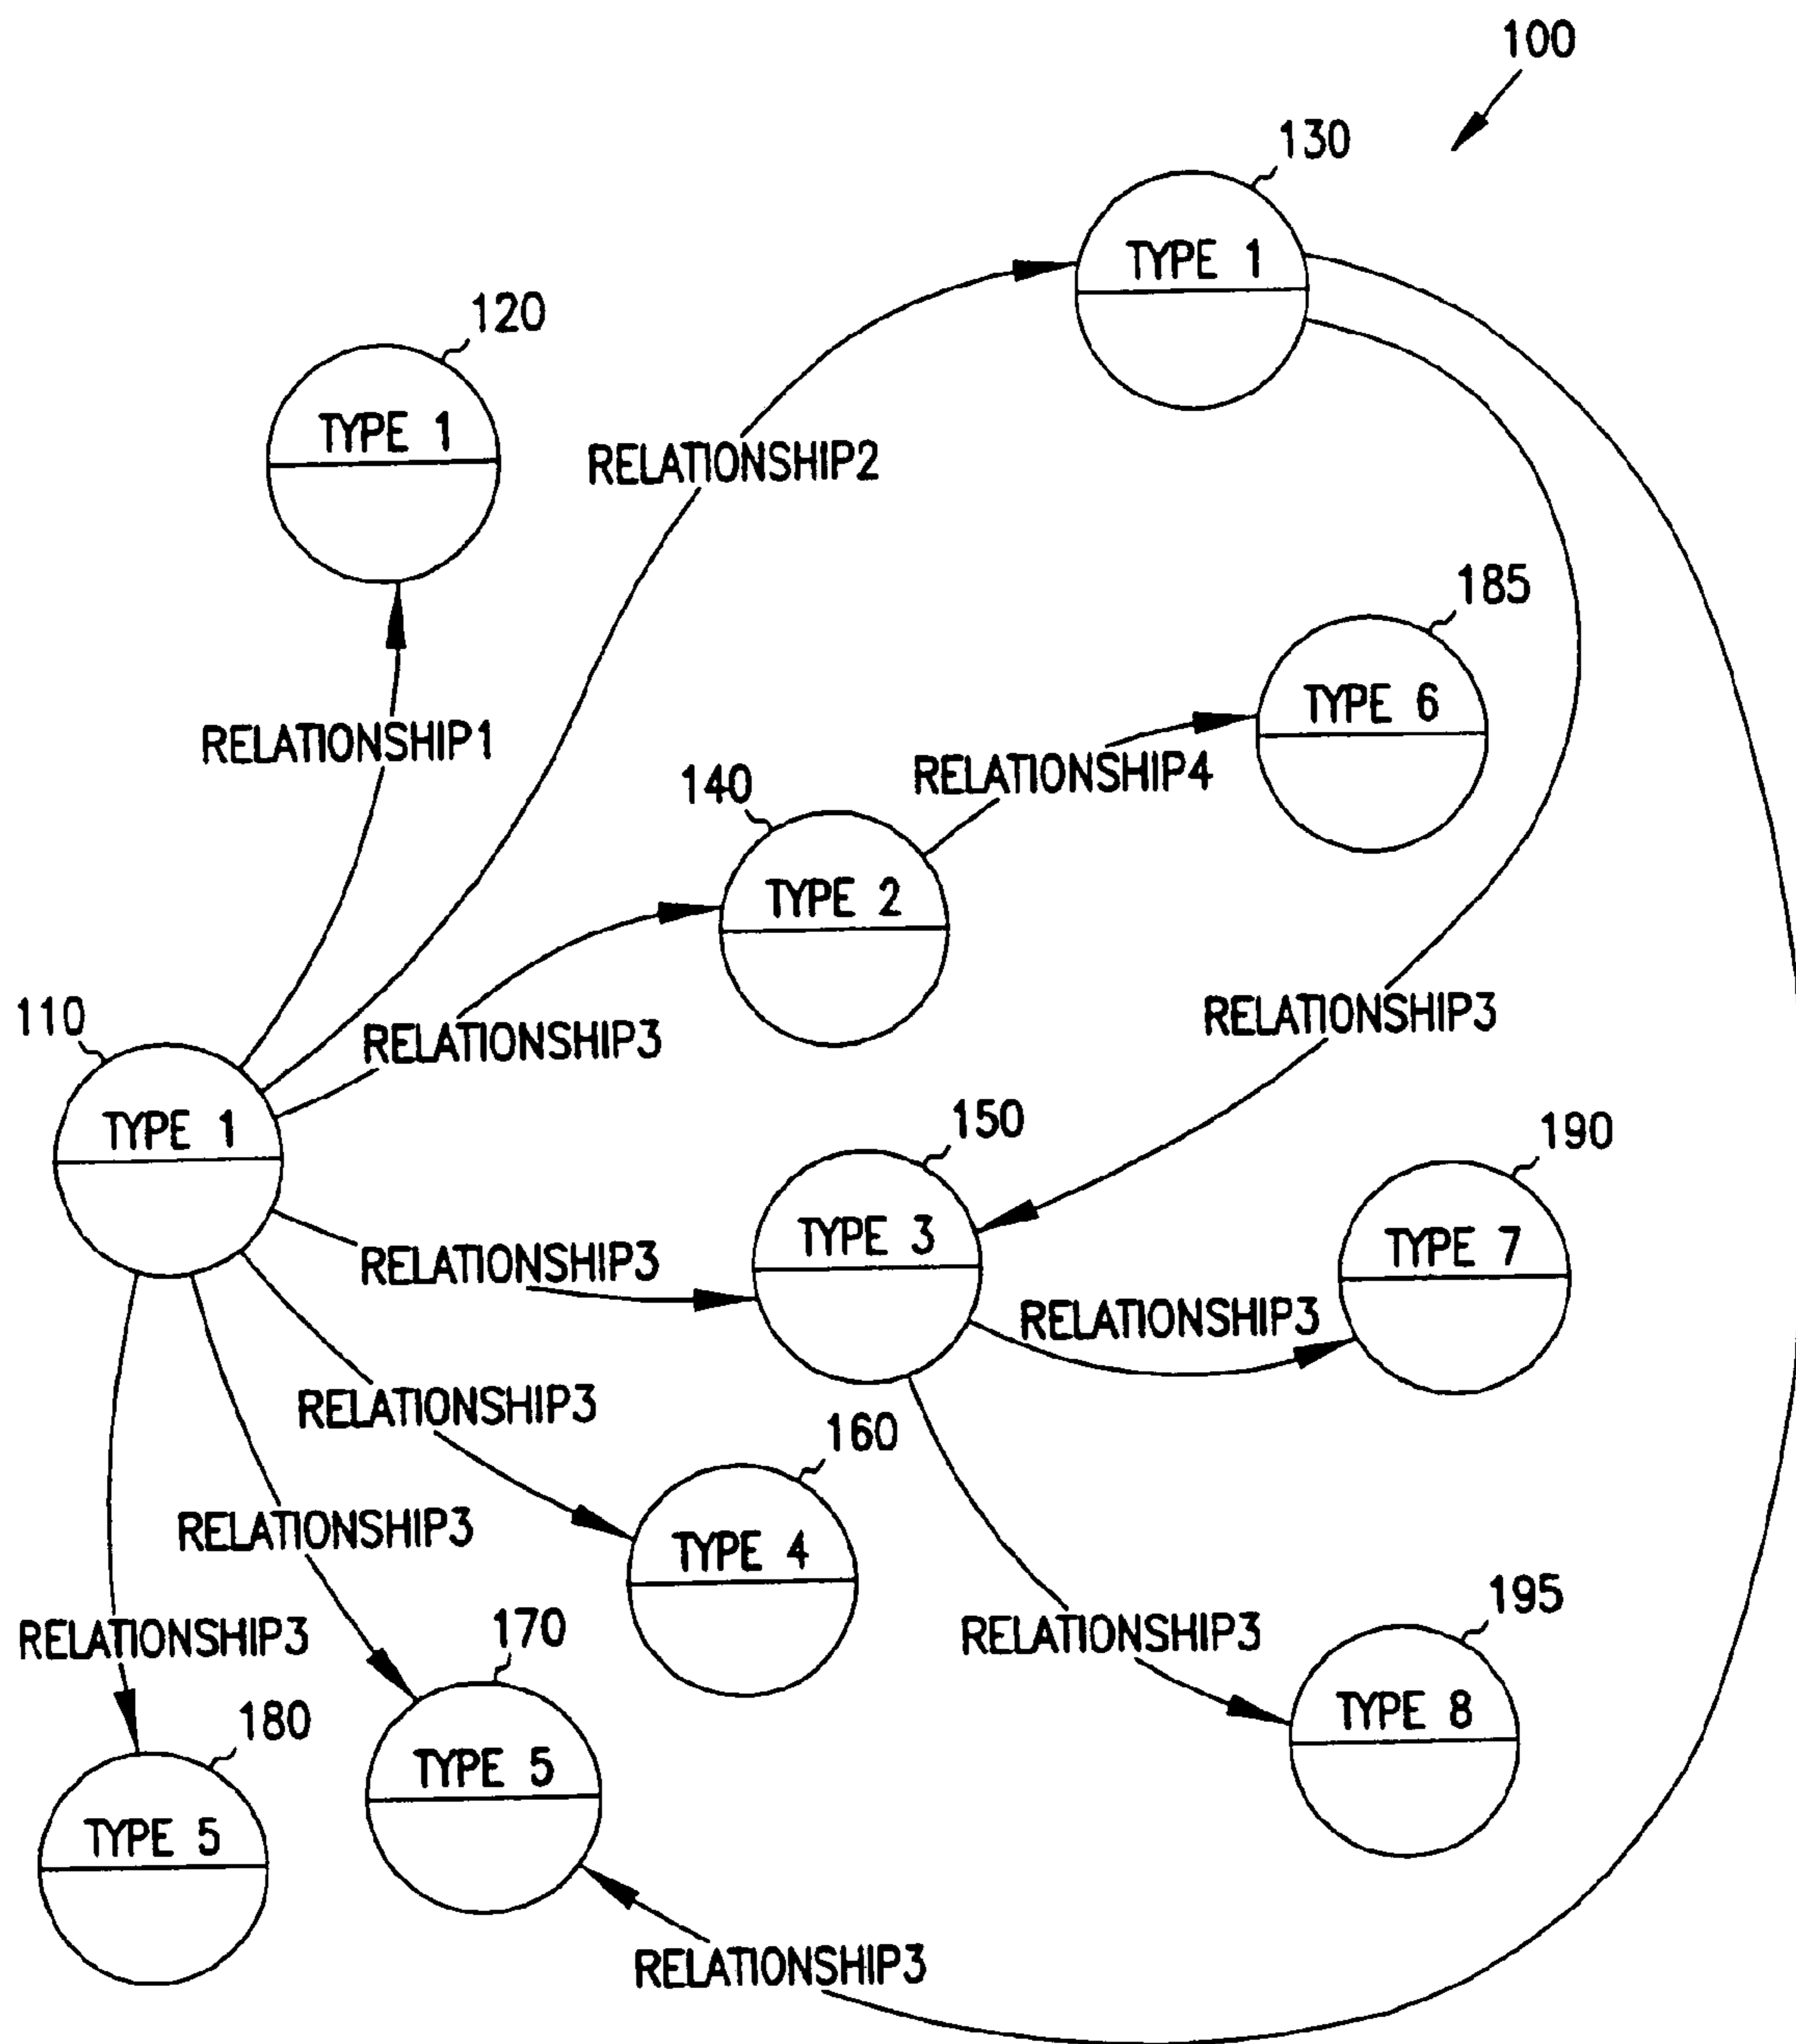 100
130
TYPE 1
120
TYPE 1
RELATIONSHIP2
185
TYPE 6
RELATIONSHIP1
RELATIONSHIP4
140
TYPE 2
110
RELATIONSHIP3
RELATIONSHIP3
TYPE 1
150
190
TYPE 3
TYPE 7
RELATIONSHIP3
RELATIONSHIP3
RELATIONSHIP3
160
RELATIONSHIP3
TYPE 4
195
RELATIONSHIP3
170
RELATIONSHIP3
180
TYPE 8
TYPE 5
TYPE 5
RELATIONSHIP3